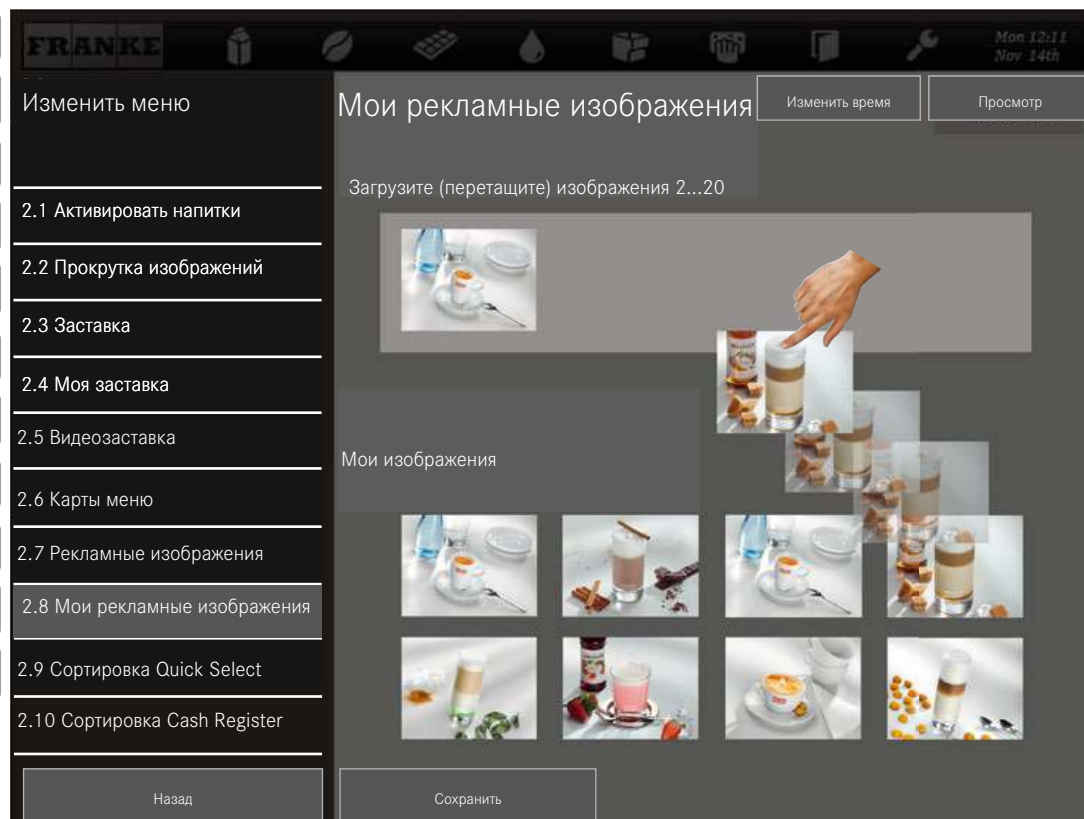 FRANKE
Mon 12:11
Nov 14th
Изменить меню
Мои рекламные изображения
Изменить время
Просмотр
Загрузите (перетащите) изображения 2...20
2.1 Активировать напитки
2.2 Прокрутка изображений
2.3 Заставка
2.4 Моя заставка
2.5 Видеозаставка
Мои изображения
2.6 Карты меню
2.7 Рекламные изображения
2.8 Мои рекламные изображения
2.9 Сортировка Quick Select
2.10 Сортировка Cash Register
Назад
Сохранить